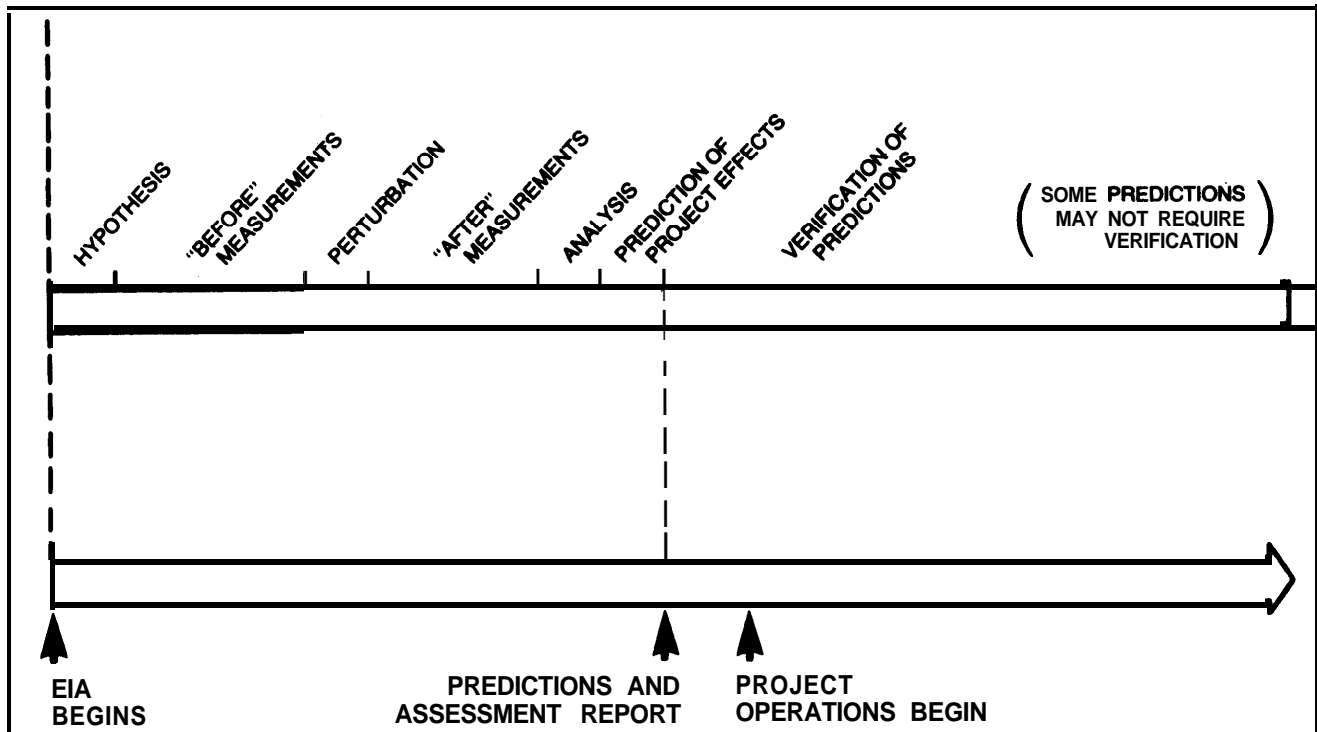 HYPOTHESIS
"BEFORE"
MEASUREMENTS
PERTURBATION
"AFTER"
MEASUREMENTS
ANALYSIS
PREDICTION OF
PROJECT EFFECTS
VERIFICATION OF
PREDICTIONS
(SOME PREDICTIONS
MAY NOT REQUIRE
VERIFICATION)
EIA
BEGINS
PREDICTIONS AND
ASSESSMENT REPORT
PROJECT
OPERATIONS BEGIN